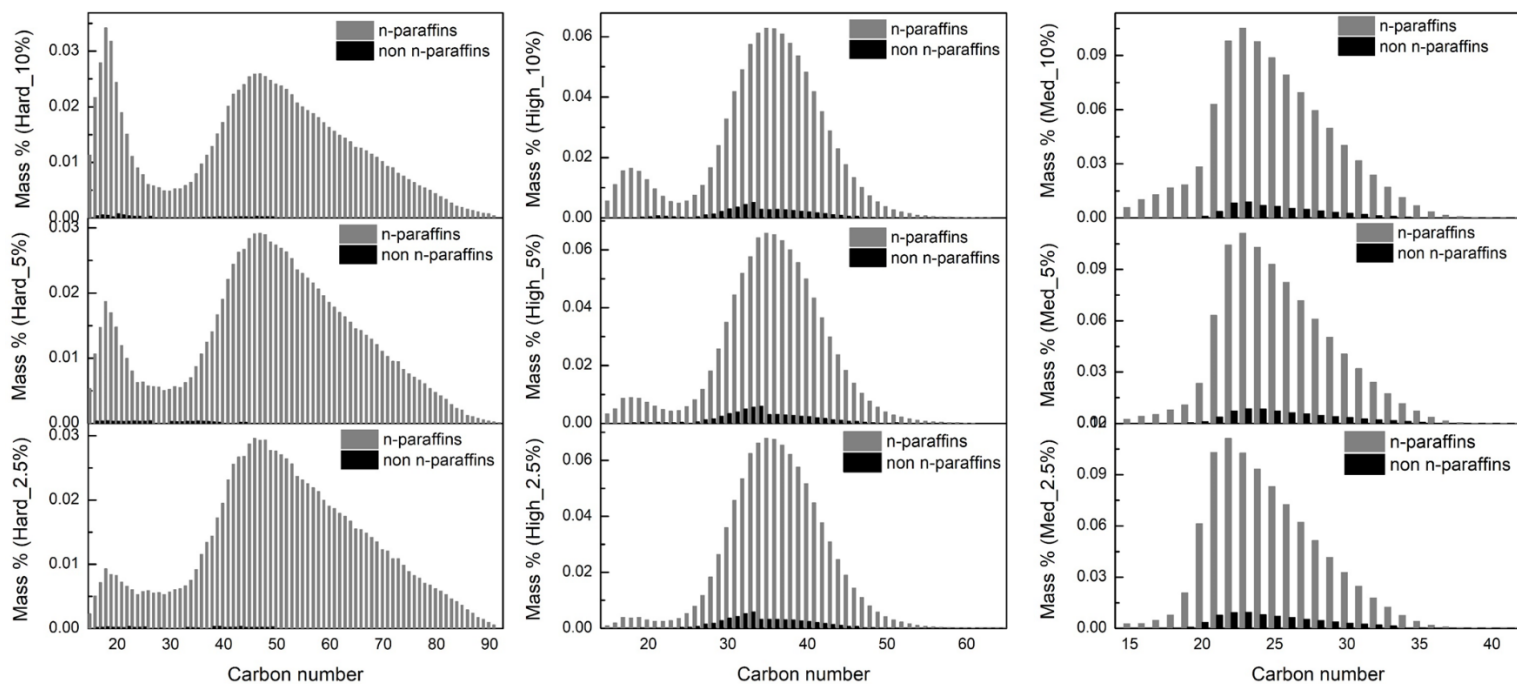 Mass % (Hard_10%)
0.03
0.02
0.01
0.00
n-paraffins
non n-paraffins
Mass % (High_10%)
0.06
0.04
0.02
0.00
n-paraffins
non n-paraffins
Mass % (Med_10%)
0.09
0.06
0.03
0.00
n-paraffins
non n-paraffins
Mass % (Hard_5%)
0.03
0.02
0.01
0.00
n-paraffins
non n-paraffins
Mass % (High_5%)
0.06
0.04
0.02
0.00
n-paraffins
non n-paraffins
Mass % (Med_5%)
0.09
0.06
0.03
n-paraffins
non n-paraffins
Mass % (Hard_2.5%)
0.03
0.02
0.01
0.00
n-paraffins
non n-paraffins
20 30 40 50 60 70 80 90
Carbon number
Mass % (High_2.5%)
0.06
0.04
0.02
0.00
n-paraffins
non n-paraffins
20 30 40 50 60
Carbon number
Mass % (Med_2.5%)
0.09
0.06
0.03
0.00
n-paraffins
non n-paraffins
15 20 25 30 35 40
Carbon number